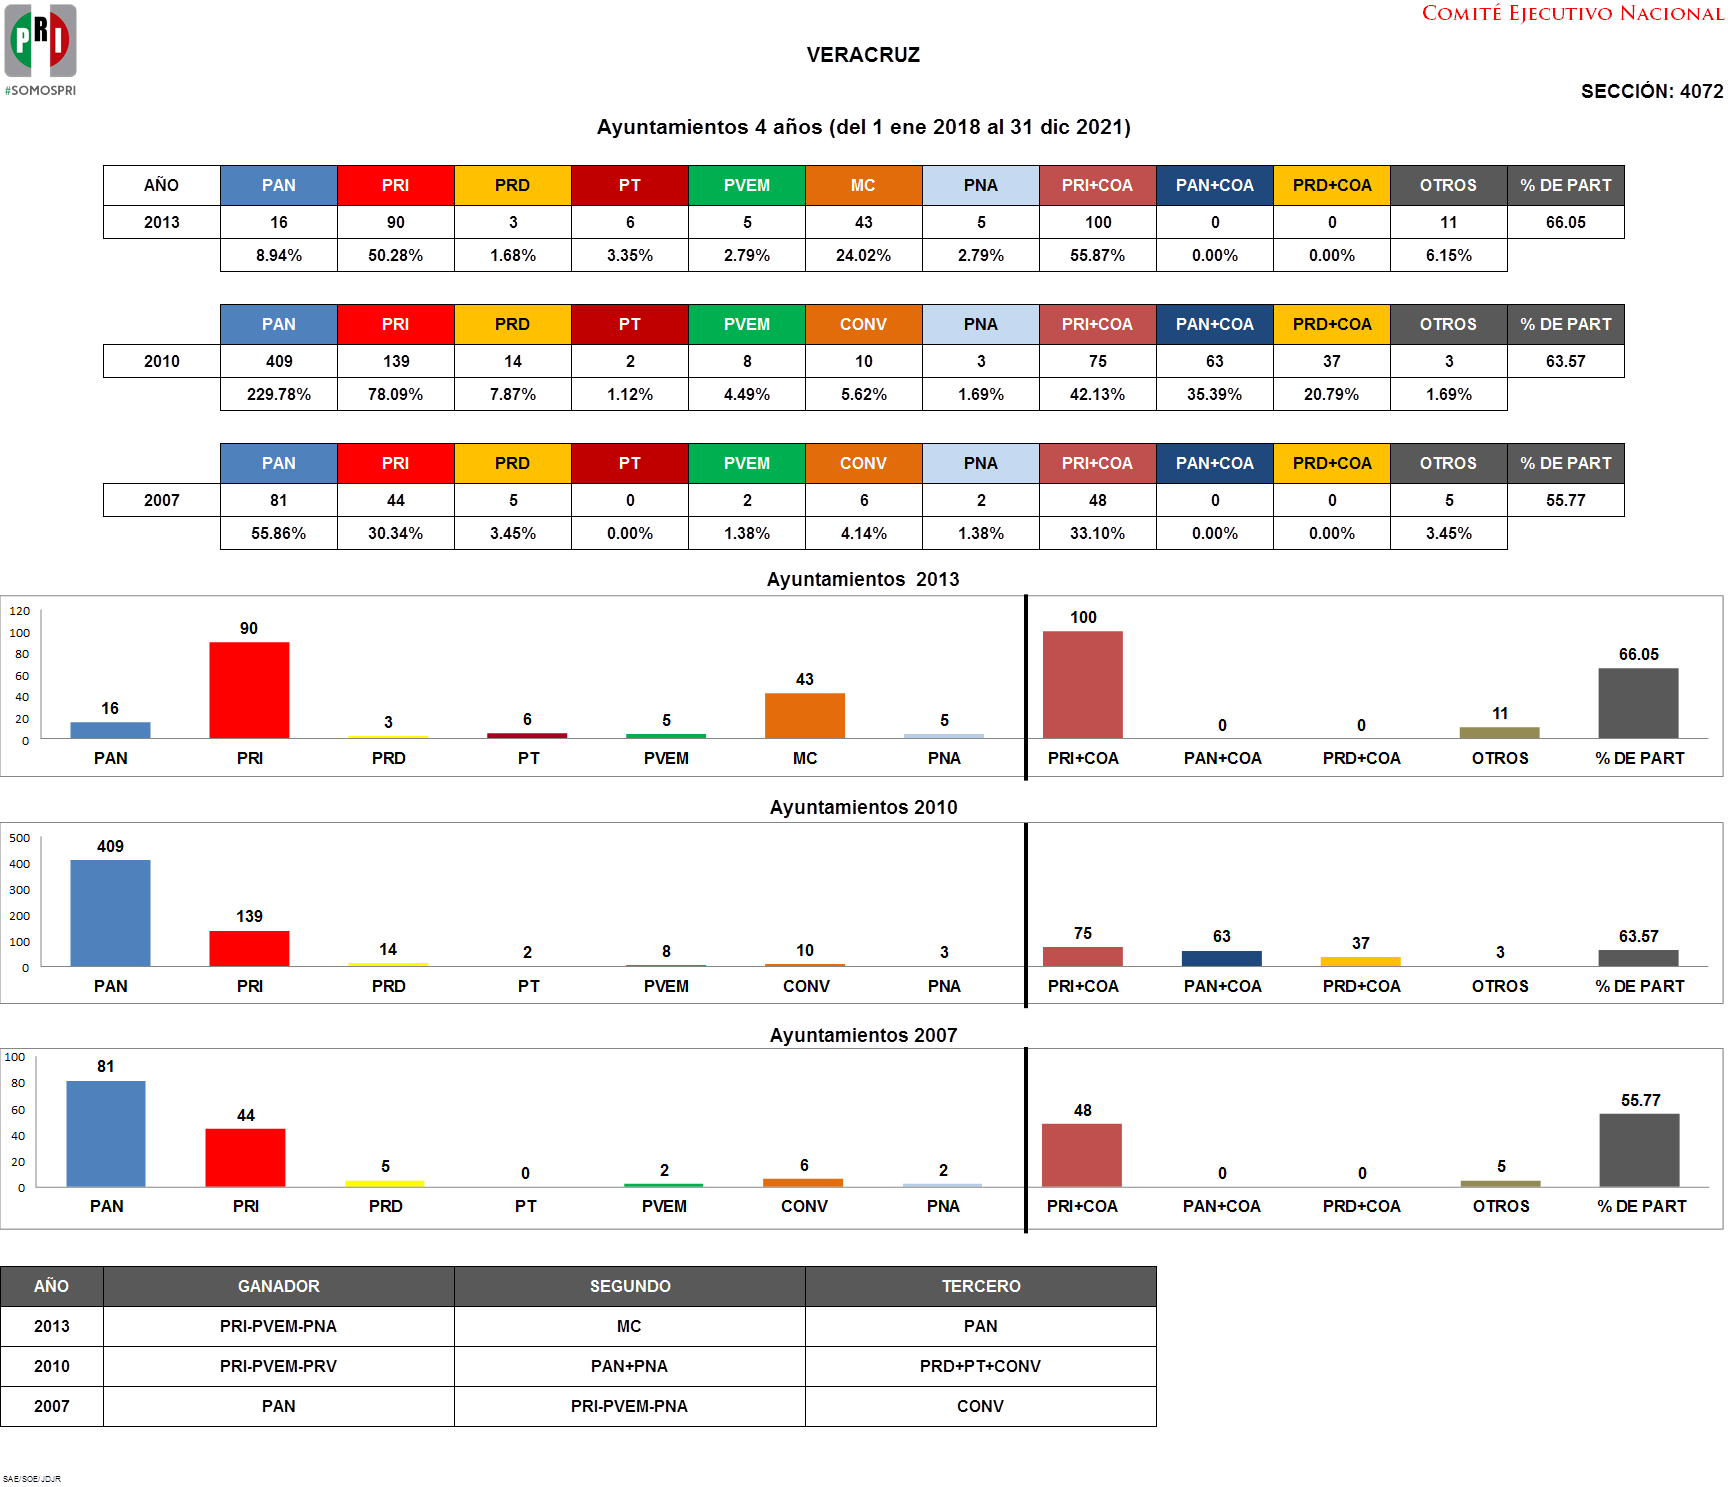 PRI
#SOMOSPRI
COMITÉ EJECUTIVO NACIONAL
VERACRUZ
SECCIÓN: 4072
Ayuntamientos 4 años (del 1 ene 2018 al 31 dic 2021)
AÑO PAN PRI PRD PT PVEM MC PNA PRI+COA PAN+COA PRD+COA OTROS % DE PART
2013 16 90 3 6 5 43 5 100 0 0 11 66.05
8.94% 50.28% 1.68% 3.35% 2.79% 24.02% 2.79% 55.87% 0.00% 0.00% 6.15%
PAN PRI PRD PT PVEM CONV PNA PRI+COA PAN+COA PRD+COA OTROS % DE PART
2010 409 139 14 2 8 10 3 75 63 37 3 63.57
229.78% 78.09% 7.87% 1.12% 4.49% 5.62% 1.69% 42.13% 35.39% 20.79% 1.69%
PAN PRI PRD PT PVEM CONV PNA PRI+COA PAN+COA PRD+COA OTROS % DE PART
2007 81 44 5 0 2 6 2 48 0 0 5 55.77
55.86% 30.34% 3.45% 0.00% 1.38% 4.14% 1.38% 33.10% 0.00% 0.00% 3.45%
Ayuntamientos 2013
120
100
80
60
40
20
0
16 90 3 6 5 43 5 100 0 0 11 66.05
PAN PRI PRD PT PVEM MC PNA PRI+COA PAN+COA PRD+COA OTROS % DE PART
Ayuntamientos 2010
500
400
300
200
100
0
409 139 14 2 8 10 3 75 63 37 3 63.57
PAN PRI PRD PT PVEM CONV PNA PRI+COA PAN+COA PRD+COA OTROS % DE PART
Ayuntamientos 2007
100
80
60
40
20
0
81 44 5 0 2 6 2 48 0 0 5 55.77
PAN PRI PRD PT PVEM CONV PNA PRI+COA PAN+COA PRD+COA OTROS % DE PART
AÑO GANADOR SEGUNDO TERCERO
2013 PRI-PVEM-PNA MC PAN
2010 PRI-PVEM-PRV PAN+PNA PRD+PT+CONV
2007 PAN PRI-PVEM-PNA CONV
SAE/SOE/JDJR